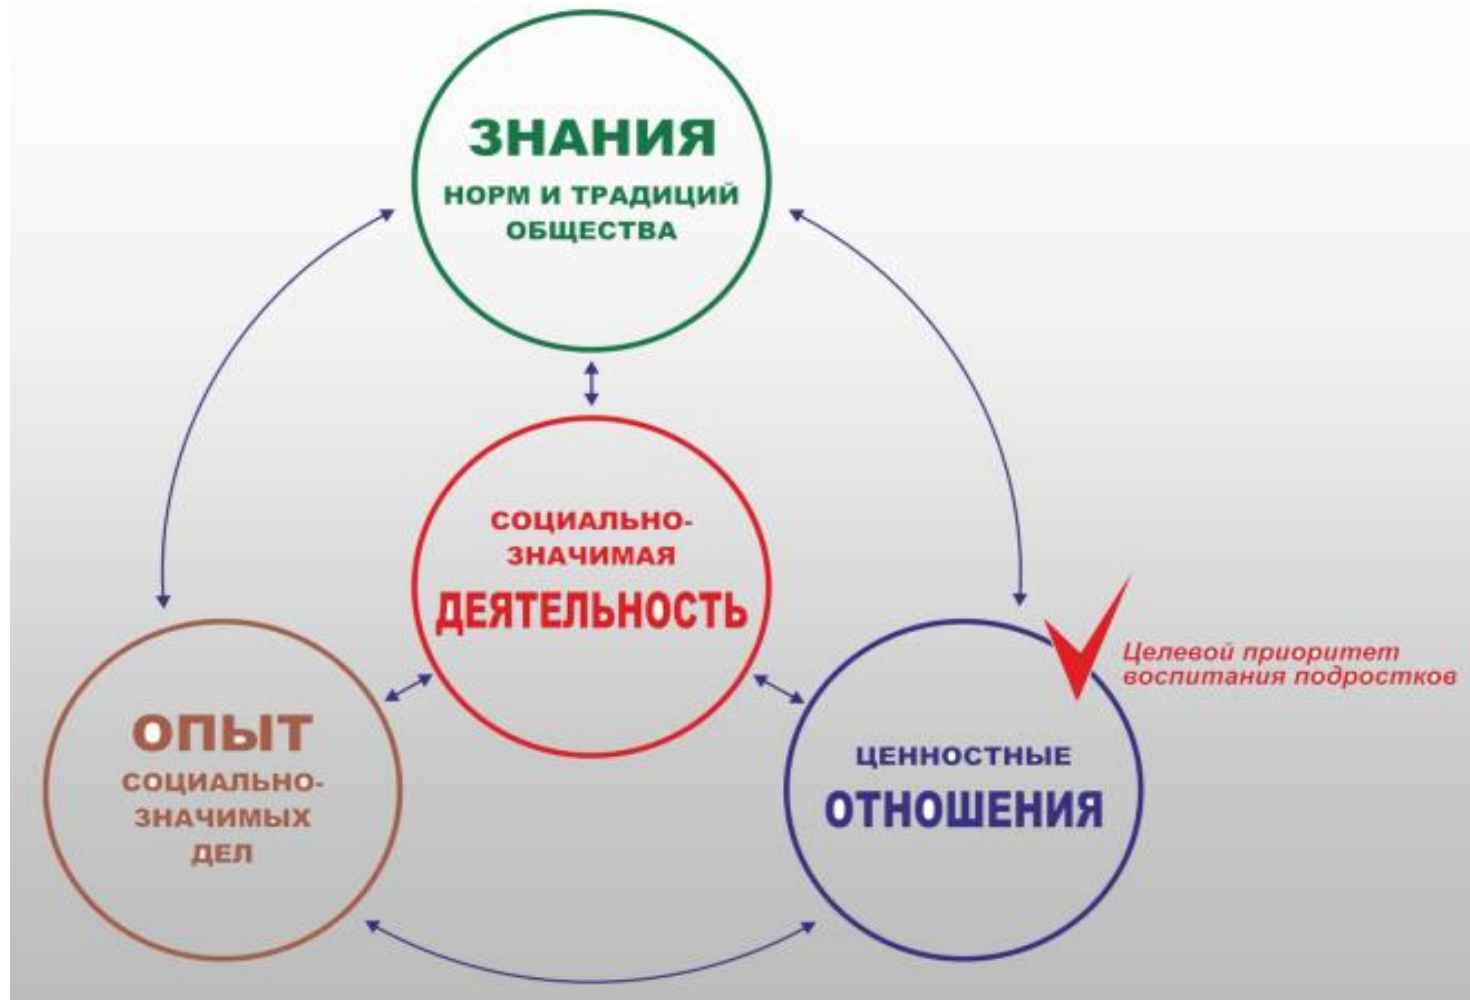 ЗНАНИЯ
НОРМ И ТРАДИЦИЙ
ОБЩЕСТВА
СОЦИАЛЬНО-
ЗНАЧИМАЯ
ДЕЯТЕЛЬНОСТЬ
ОПЫТ
СОЦИАЛЬНО-
ЗНАЧИМЫХ
ДЕЛ
ЦЕННОСТНЫЕ
ОТНОШЕНИЯ
Целевой приоритет
воспитания подростков